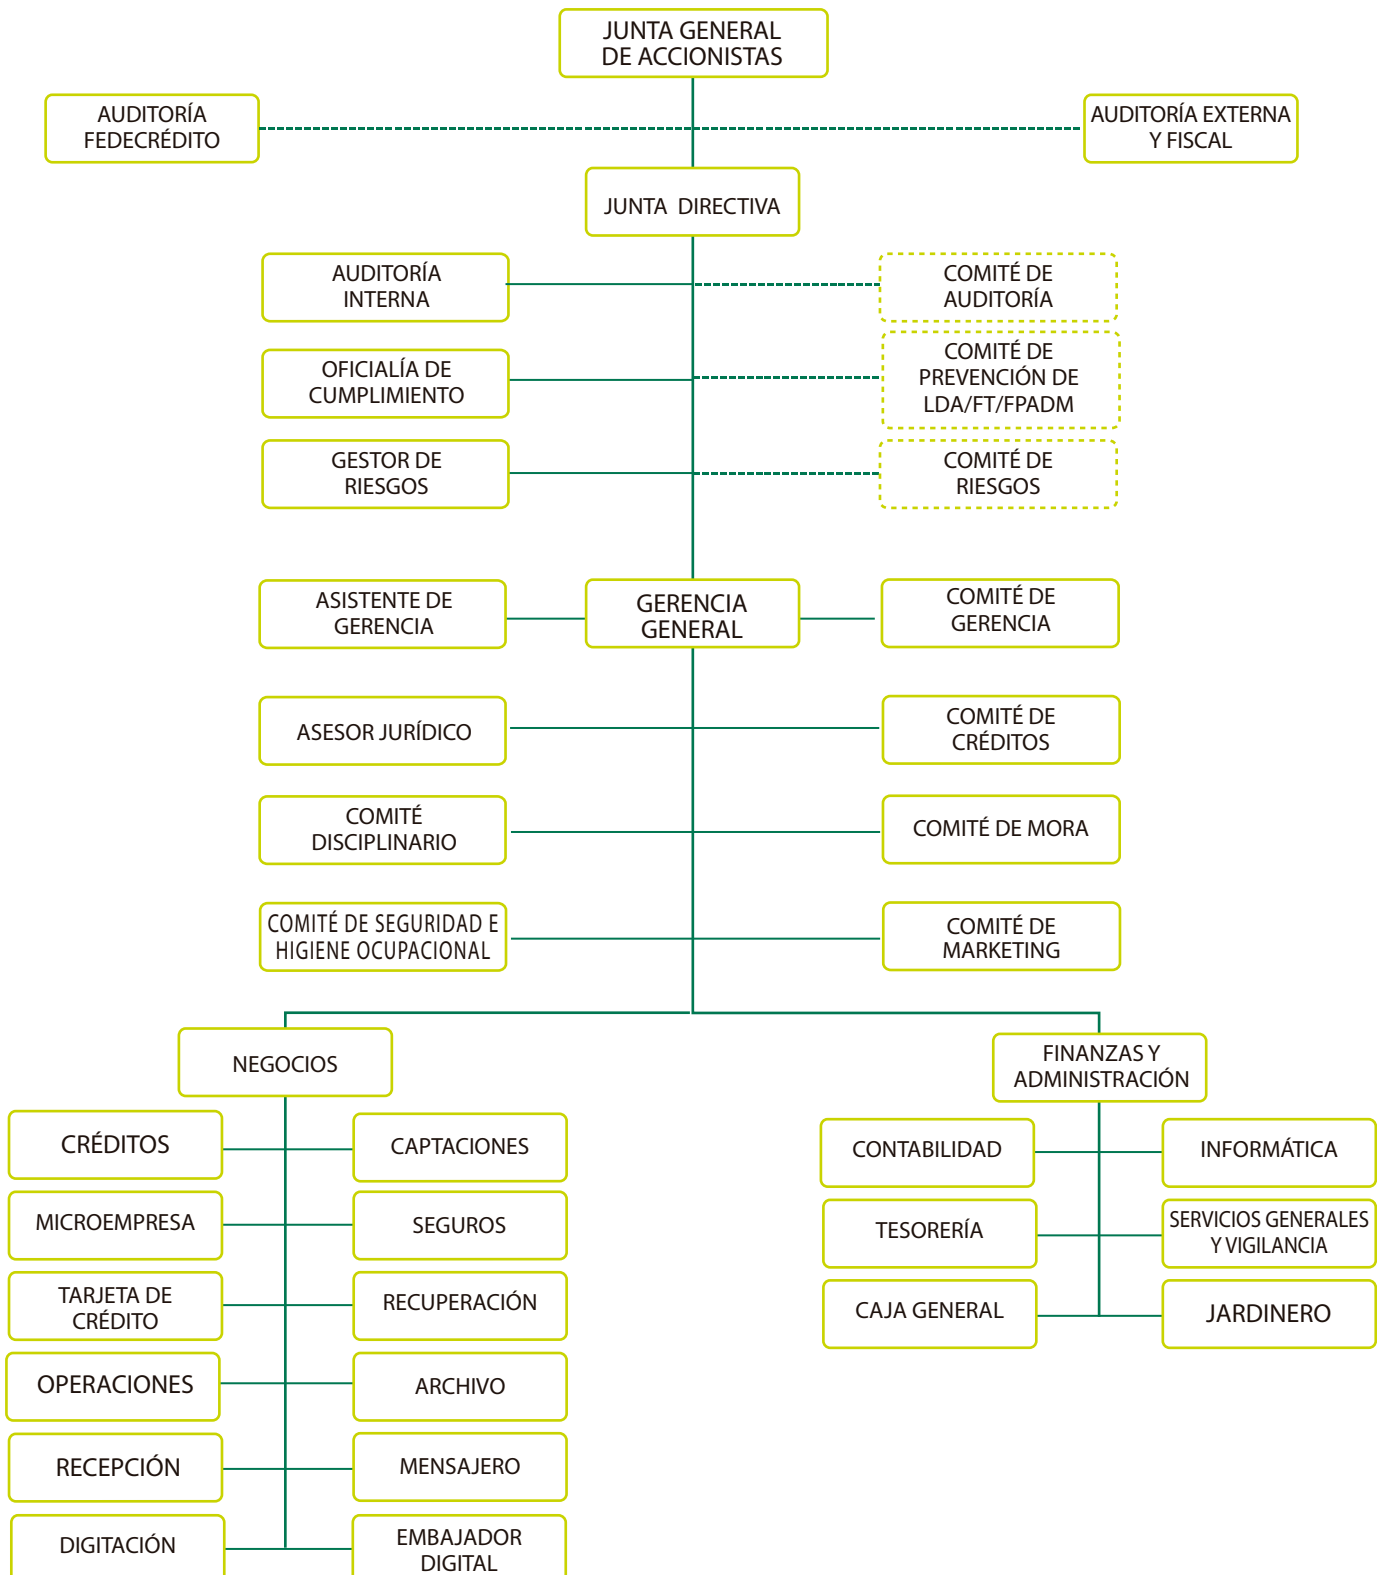 JUNTA GENERAL
DE ACCIONISTAS
AUDITORÍA
FEDECRÉDITO
AUDITORÍA EXTERNA
Y FISCAL
JUNTA DIRECTIVA
AUDITORÍA
INTERNA
COMITÉ DE
AUDITORÍA
OFICIALÍA DE
CUMPLIMIENTO
COMITÉ DE
PREVENCIÓN DE
LDA/FT/FPADM
GESTOR DE
RIESGOS
COMITÉ DE
RIESGOS
ASISTENTE DE
GERENCIA
GERENCIA
GENERAL
COMITÉ DE
GERENCIA
ASESOR JURÍDICO
COMITÉ DE
CRÉDITOS
COMITÉ
DISCIPLINARIO
COMITÉ DE MORA
COMITÉ DE SEGURIDAD E
HIGIENE OCUPACIONAL
COMITÉ DE
MARKETING
NEGOCIOS
FINANZAS Y
ADMINISTRACIÓN
CRÉDITOS
CAPTACIONES
MICROEMPRESA
SEGUROS
TARJETA DE
CRÉDITO
RECUPERACIÓN
OPERACIONES
ARCHIVO
RECEPCIÓN
MENSAJERO
DIGITACIÓN
EMBAJADOR
DIGITAL
CONTABILIDAD
INFORMÁTICA
TESORERÍA
SERVICIOS GENERALES
Y VIGILANCIA
CAJA GENERAL
JARDINERO